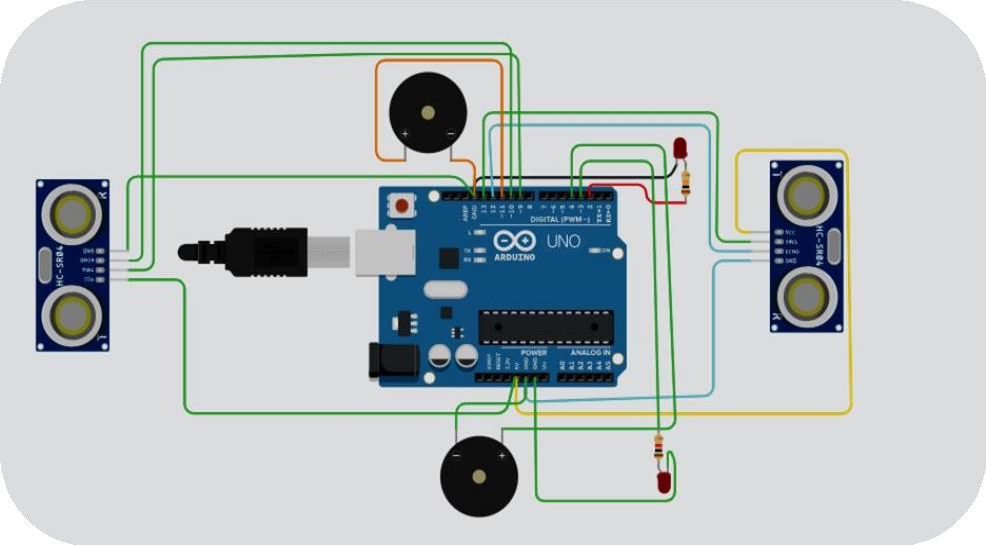 +
−
HC-SR04
GND
ECHO
TRIG
VCC
AREF
GND
13
12
~11
~10
~9
8
7
~6
~5
4
~3
2
TX→1
RX←0
DIGITAL (PWM~)
L
TX
RX
UNO
ARDUINO
ON
VCC
TRIG
ECHO
GND
HC-SR04
POWER
ANALOG IN
IOREF
RESET
3.3V
5V
GND
GND
Vin
A0
A1
A2
A3
A4
A5
−
+